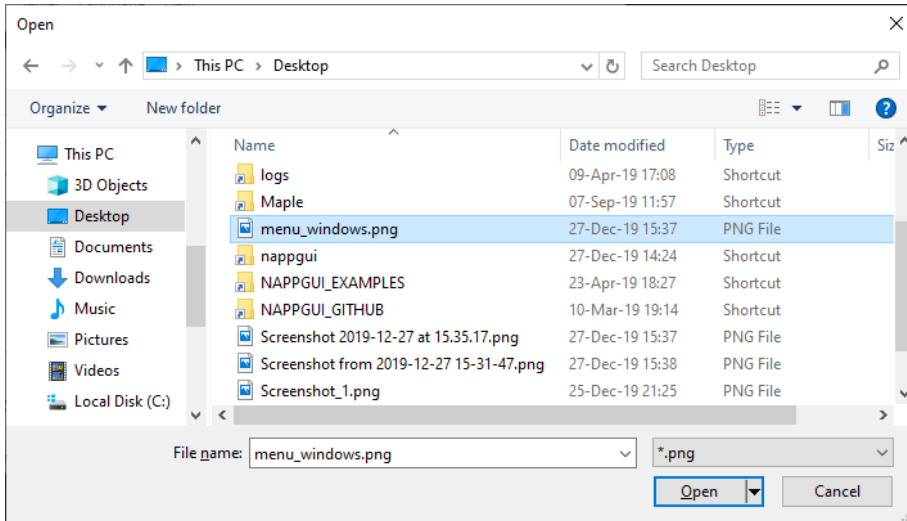 Open
This PC > Desktop
Search Desktop
Organize
New folder
?
Name
Date modified
Type
Siz
This PC
3D Objects
Desktop
Documents
Downloads
Music
Pictures
Videos
Local Disk (C:)
logs 09-Apr-19 17:08 Shortcut
Maple 07-Sep-19 11:57 Shortcut
menu_windows.png 27-Dec-19 15:37 PNG File
nappgui 27-Dec-19 14:24 Shortcut
NAPPGUI_EXAMPLES 23-Apr-19 18:27 Shortcut
NAPPGUI_GITHUB 10-Mar-19 19:14 Shortcut
Screenshot 2019-12-27 at 15.35.17.png 27-Dec-19 15:37 PNG File
Screenshot from 2019-12-27 15-31-47.png 27-Dec-19 15:38 PNG File
Screenshot_1.png 25-Dec-19 21:25 PNG File
File name: menu_windows.png
*.png
Open
Cancel